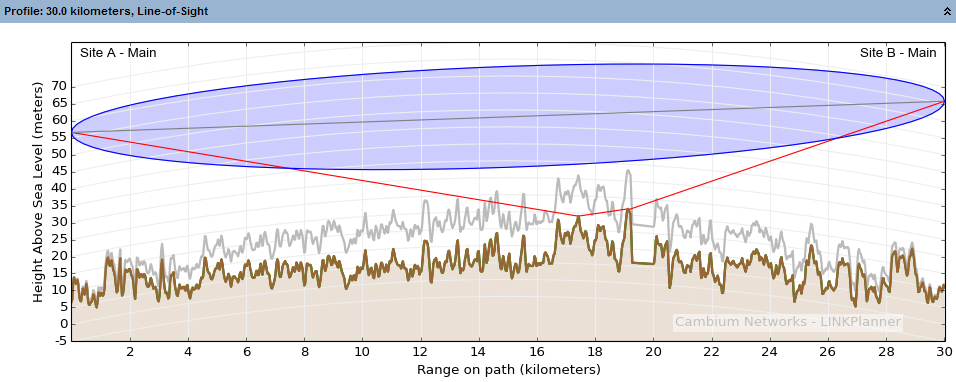 Profile: 30.0 kilometers, Line-of-Sight
Site A - Main
Site B - Main
Height Above Sea Level (meters)
70
65
60
55
50
45
40
35
30
25
20
15
10
5
0
-5
Cambium Networks - LINKPlanner
2 4 6 8 10 12 14 16 18 20 22 24 26 28 30
Range on path (kilometers)